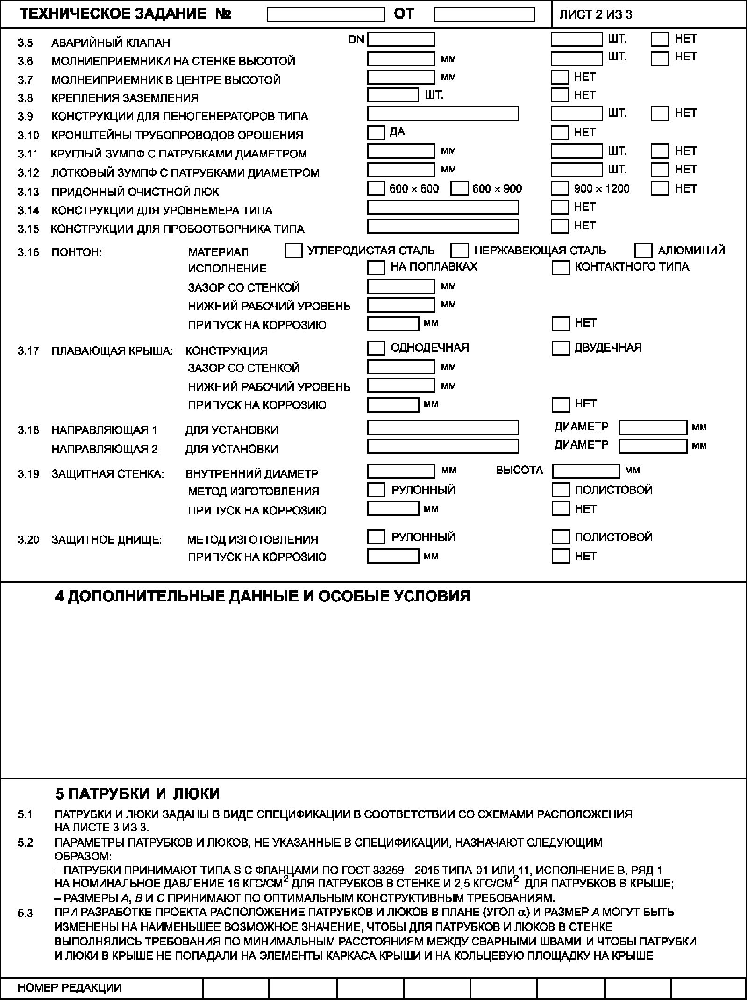 ТЕХНИЧЕСКОЕ ЗАДАНИЕ № ОТ ЛИСТ 2 ИЗ 3
3.5 АВАРИЙНЫЙ КЛАПАН DN ШТ. НЕТ
3.6 МОЛНИЕПРИЕМНИКИ НА СТЕНКЕ ВЫСОТОЙ мм ШТ. НЕТ
3.7 МОЛНЕИПРИЕМНИК В ЦЕНТРЕ ВЫСОТОЙ мм НЕТ
3.8 КРЕПЛЕНИЯ ЗАЗЕМЛЕНИЯ ШТ. НЕТ
3.9 КОНСТРУКЦИИ ДЛЯ ПЕНОГЕНЕРАТОРОВ ТИПА ШТ. НЕТ
3.10 КРОНШТЕЙНЫ ТРУБОПРОВОДОВ ОРОШЕНИЯ ДА НЕТ
3.11 КРУГЛЫЙ ЗУМПФ С ПАТРУБКАМИ ДИАМЕТРОМ мм ШТ. НЕТ
3.12 ЛОТКОВЫЙ ЗУМПФ С ПАТРУБКАМИ ДИАМЕТРОМ мм ШТ. НЕТ
3.13 ПРИДОННЫЙ ОЧИСТНОЙ ЛЮК 600 × 600 600 × 900 900 × 1200 НЕТ
3.14 КОНСТРУКЦИИ ДЛЯ УРОВНЕМЕРА ТИПА НЕТ
3.15 КОНСТРУКЦИИ ДЛЯ ПРОБООТБОРНИКА ТИПА НЕТ
3.16 ПОНТОН: МАТЕРИАЛ УГЛЕРОДИСТАЯ СТАЛЬ НЕРЖАВЕЮЩАЯ СТАЛЬ АЛЮМИНИЙ
ИСПОЛНЕНИЕ НА ПОПЛАВКАХ КОНТАКТНОГО ТИПА
ЗАЗОР СО СТЕНКОЙ мм
НИЖНИЙ РАБОЧИЙ УРОВЕНЬ мм
ПРИПУСК НА КОРРОЗИЮ мм НЕТ
3.17 ПЛАВАЮЩАЯ КРЫША: КОНСТРУКЦИЯ ОДНОДЕЧНАЯ ДВУДЕЧНАЯ
ЗАЗОР СО СТЕНКОЙ мм
НИЖНИЙ РАБОЧИЙ УРОВЕНЬ мм
ПРИПУСК НА КОРРОЗИЮ мм НЕТ
3.18 НАПРАВЛЯЮЩАЯ 1 ДЛЯ УСТАНОВКИ ДИАМЕТР мм
НАПРАВЛЯЮЩАЯ 2 ДЛЯ УСТАНОВКИ ДИАМЕТР мм
3.19 ЗАЩИТНАЯ СТЕНКА: ВНУТРЕННИЙ ДИАМЕТР мм ВЫСОТА мм
МЕТОД ИЗГОТОВЛЕНИЯ РУЛОННЫЙ ПОЛИСТОВОЙ
ПРИПУСК НА КОРРОЗИЮ мм НЕТ
3.20 ЗАЩИТНОЕ ДНИЩЕ: МЕТОД ИЗГОТОВЛЕНИЯ РУЛОННЫЙ ПОЛИСТОВОЙ
ПРИПУСК НА КОРРОЗИЮ мм НЕТ
4 ДОПОЛНИТЕЛЬНЫЕ ДАННЫЕ И ОСОБЫЕ УСЛОВИЯ
5 ПАТРУБКИ И ЛЮКИ
5.1 ПАТРУБКИ И ЛЮКИ ЗАДАНЫ В ВИДЕ СПЕЦИФИКАЦИИ В СООТВЕТСТВИИ СО СХЕМАМИ РАСПОЛОЖЕНИЯ
НА ЛИСТЕ 3 ИЗ 3.
5.2 ПАРАМЕТРЫ ПАТРУБКОВ И ЛЮКОВ, НЕ УКАЗАННЫЕ В СПЕЦИФИКАЦИИ, НАЗНАЧАЮТ СЛЕДУЮЩИМ
ОБРАЗОМ:
– ПАТРУБКИ ПРИНИМАЮТ ТИПА S С ФЛАНЦАМИ ПО ГОСТ 33259—2015 ТИПА 01 ИЛИ 11, ИСПОЛНЕНИЕ В, РЯД 1
НА НОМИНАЛЬНОЕ ДАВЛЕНИЕ 16 КГС/СМ² ДЛЯ ПАТРУБКОВ В СТЕНКЕ И 2,5 КГС/СМ² ДЛЯ ПАТРУБКОВ В КРЫШЕ;
– РАЗМЕРЫ A, B И C ПРИНИМАЮТ ПО ОПТИМАЛЬНЫМ КОНСТРУКТИВНЫМ ТРЕБОВАНИЯМ.
5.3 ПРИ РАЗРАБОТКЕ ПРОЕКТА РАСПОЛОЖЕНИЕ ПАТРУБКОВ И ЛЮКОВ В ПЛАНЕ (УГОЛ α) И РАЗМЕР A МОГУТ БЫТЬ
ИЗМЕНЕНЫ НА НАИМЕНЬШЕЕ ВОЗМОЖНОЕ ЗНАЧЕНИЕ, ЧТОБЫ ДЛЯ ПАТРУБКОВ И ЛЮКОВ В СТЕНКЕ
ВЫПОЛНЯЛИСЬ ТРЕБОВАНИЯ ПО МИНИМАЛЬНЫМ РАССТОЯНИЯМ МЕЖДУ СВАРНЫМИ ШВАМИ И ЧТОБЫ ПАТРУБКИ
И ЛЮКИ В КРЫШЕ НЕ ПОПАДАЛИ НА ЭЛЕМЕНТЫ КАРКАСА КРЫШИ И НА КОЛЬЦЕВУЮ ПЛОЩАДКУ НА КРЫШЕ
НОМЕР РЕДАКЦИИ